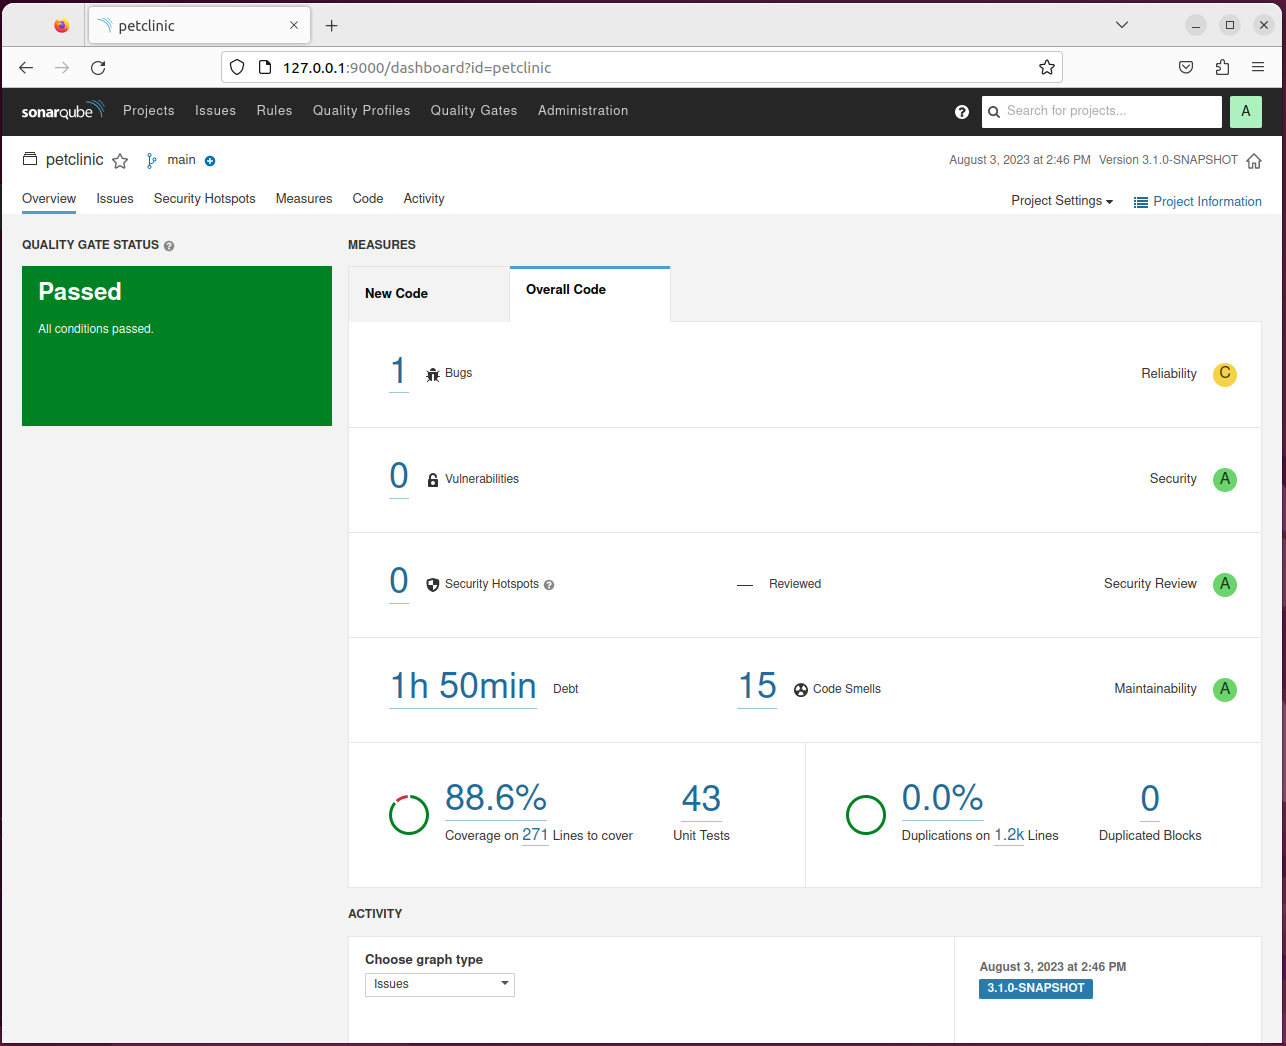 petclinic
127.0.0.1:9000/dashboard?id=petclinic
sonarqube Projects Issues Rules Quality Profiles Quality Gates Administration ? Search for projects... A
petclinic main August 3, 2023 at 2:46 PM Version 3.1.0-SNAPSHOT
Overview Issues Security Hotspots Measures Code Activity Project Settings Project Information
QUALITY GATE STATUS ? MEASURES
Passed
All conditions passed.
New Code Overall Code
1 Bugs Reliability C
0 Vulnerabilities Security A
0 Security Hotspots ? — Reviewed Security Review A
1h 50min Debt 15 Code Smells Maintainability A
88.6% 43 0.0% 0
Coverage on 271 Lines to cover Unit Tests Duplications on 1.2k Lines Duplicated Blocks
ACTIVITY
Choose graph type
Issues
August 3, 2023 at 2:46 PM
3.1.0-SNAPSHOT